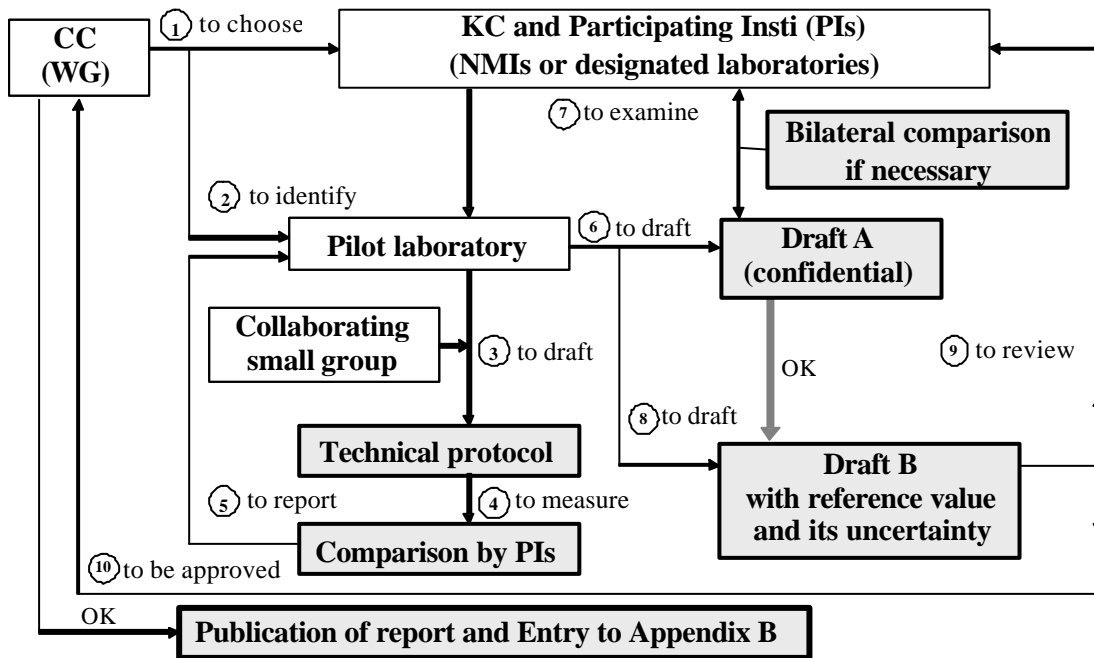 CC
(WG)
1 to choose
KC and Participating Insti (PIs)
(NMIs or designated laboratories)
7 to examine
Bilateral comparison
if necessary
2 to identify
Pilot laboratory
6 to draft
Draft A
(confidential)
Collaborating
small group
3 to draft
OK
9 to review
8 to draft
Technical protocol
Draft B
with reference value
and its uncertainty
5 to report
4 to measure
Comparison by PIs
10 to be approved
OK
Publication of report and Entry to Appendix B